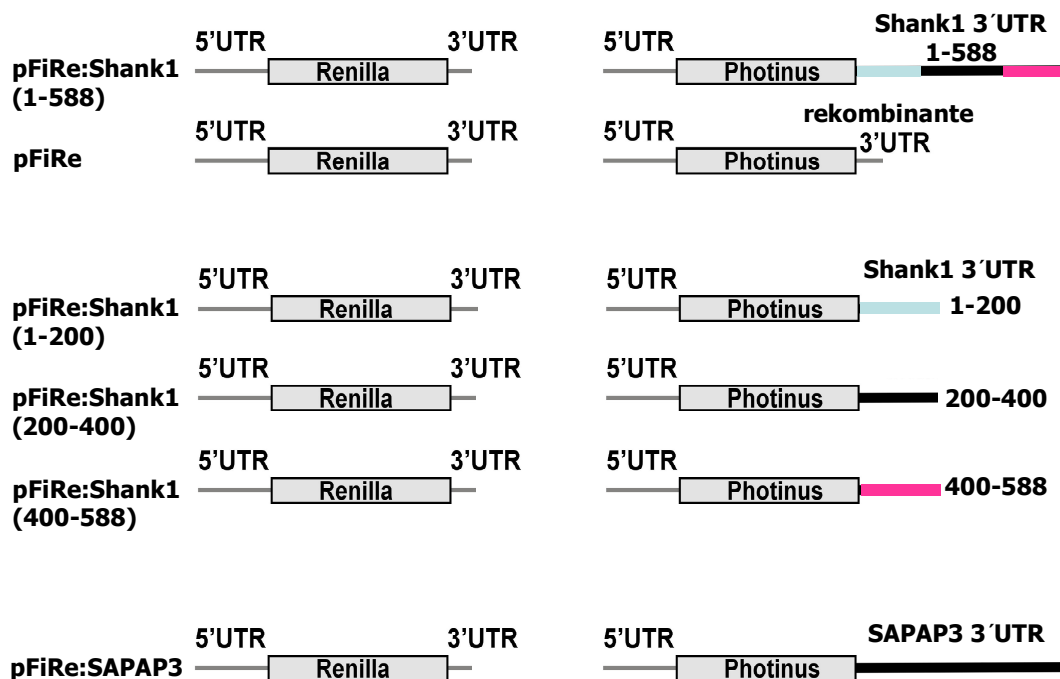 Shank1 3´UTR
5'UTR 3'UTR 5'UTR 1-588
pFiRe:Shank1 Renilla Photinus
(1-588)
rekombinante
5'UTR 3'UTR 5'UTR 3'UTR
pFiRe Renilla Photinus
Shank1 3´UTR
5'UTR 3'UTR 5'UTR
pFiRe:Shank1 Renilla Photinus 1-200
(1-200)
5'UTR 3'UTR 5'UTR
pFiRe:Shank1 Renilla Photinus 200-400
(200-400)
5'UTR 3'UTR 5'UTR
pFiRe:Shank1 Renilla Photinus 400-588
(400-588)
5'UTR 3'UTR 5'UTR SAPAP3 3´UTR
pFiRe:SAPAP3 Renilla Photinus